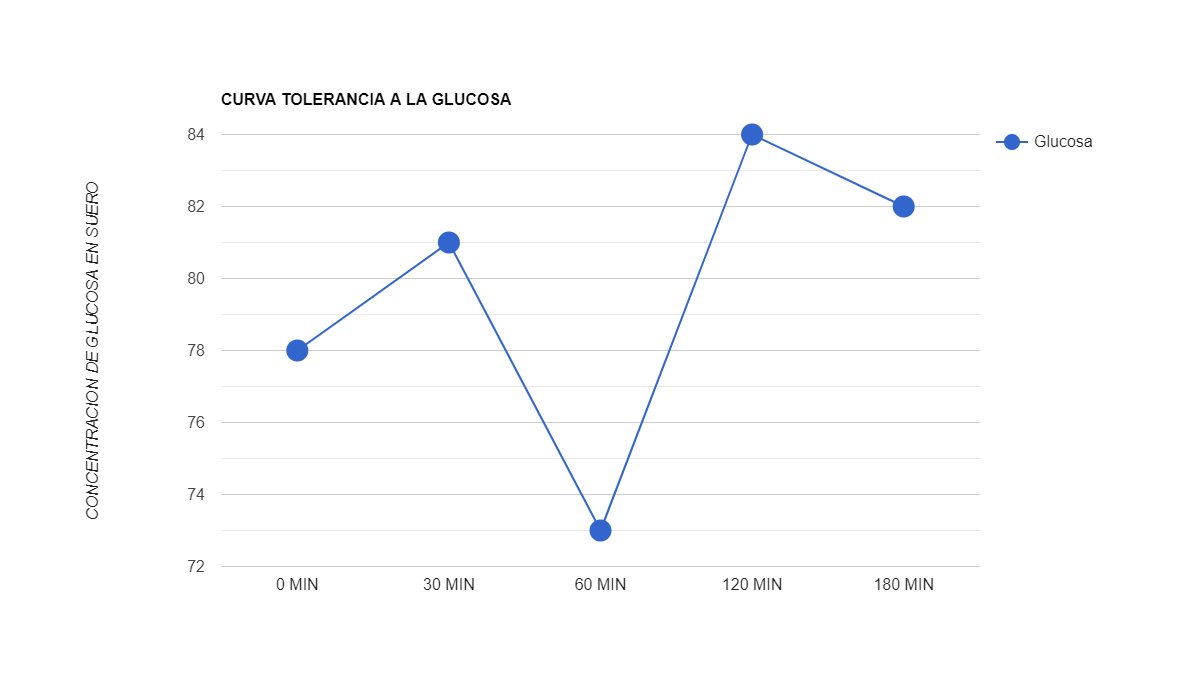 CURVA TOLERANCIA A LA GLUCOSA
Glucosa
CONCENTRACION DE GLUCOSA EN SUERO
84
82
80
78
76
74
72
0 MIN
30 MIN
60 MIN
120 MIN
180 MIN